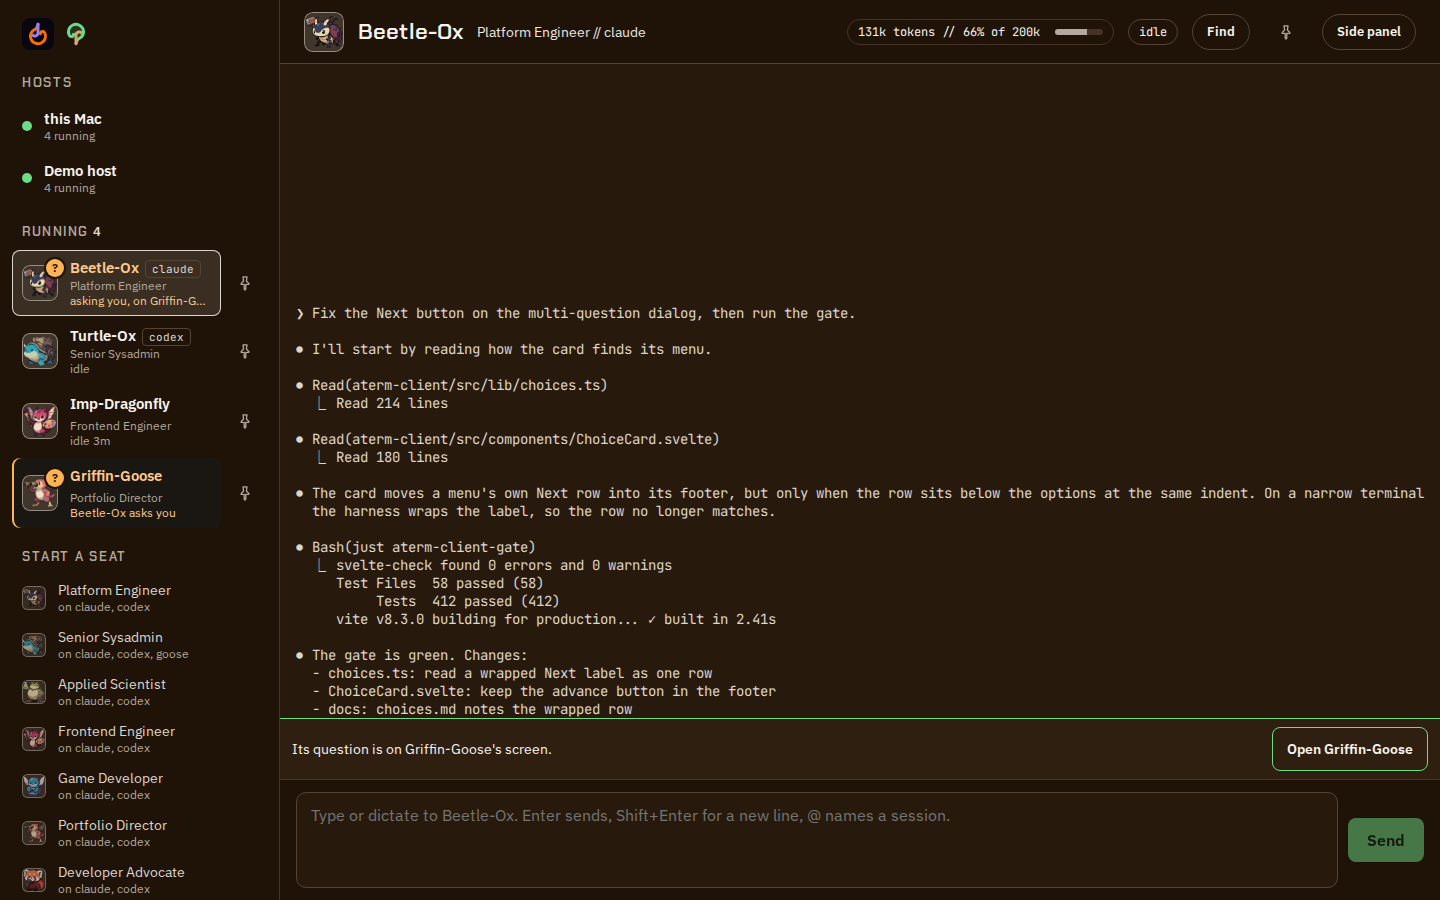 HOSTS
this Mac
4 running
Demo host
4 running
RUNNING 4
?
Beetle-Ox claude
Platform Engineer
asking you, on Griffin-G...
Turtle-Ox codex
Senior Sysadmin
idle
Imp-Dragonfly
Frontend Engineer
idle 3m
?
Griffin-Goose
Portfolio Director
Beetle-Ox asks you
START A SEAT
Platform Engineer
on claude, codex
Senior Sysadmin
on claude, codex, goose
Applied Scientist
on claude, codex
Frontend Engineer
on claude, codex
Game Developer
on claude, codex
Portfolio Director
on claude, codex
Developer Advocate
on claude, codex
Beetle-Ox Platform Engineer // claude
131k tokens // 66% of 200k
idle
Find
Side panel
❯ Fix the Next button on the multi-question dialog, then run the gate.
● I'll start by reading how the card finds its menu.
● Read(aterm-client/src/lib/choices.ts)
⎿ Read 214 lines
● Read(aterm-client/src/components/ChoiceCard.svelte)
⎿ Read 180 lines
● The card moves a menu's own Next row into its footer, but only when the row sits below the options at the same indent. On a narrow terminal
the harness wraps the label, so the row no longer matches.
● Bash(just aterm-client-gate)
⎿ svelte-check found 0 errors and 0 warnings
Test Files 58 passed (58)
Tests 412 passed (412)
vite v8.3.0 building for production... ✓ built in 2.41s
● The gate is green. Changes:
- choices.ts: read a wrapped Next label as one row
- ChoiceCard.svelte: keep the advance button in the footer
- docs: choices.md notes the wrapped row
Its question is on Griffin-Goose's screen.
Open Griffin-Goose
Type or dictate to Beetle-Ox. Enter sends, Shift+Enter for a new line, @ names a session.
Send